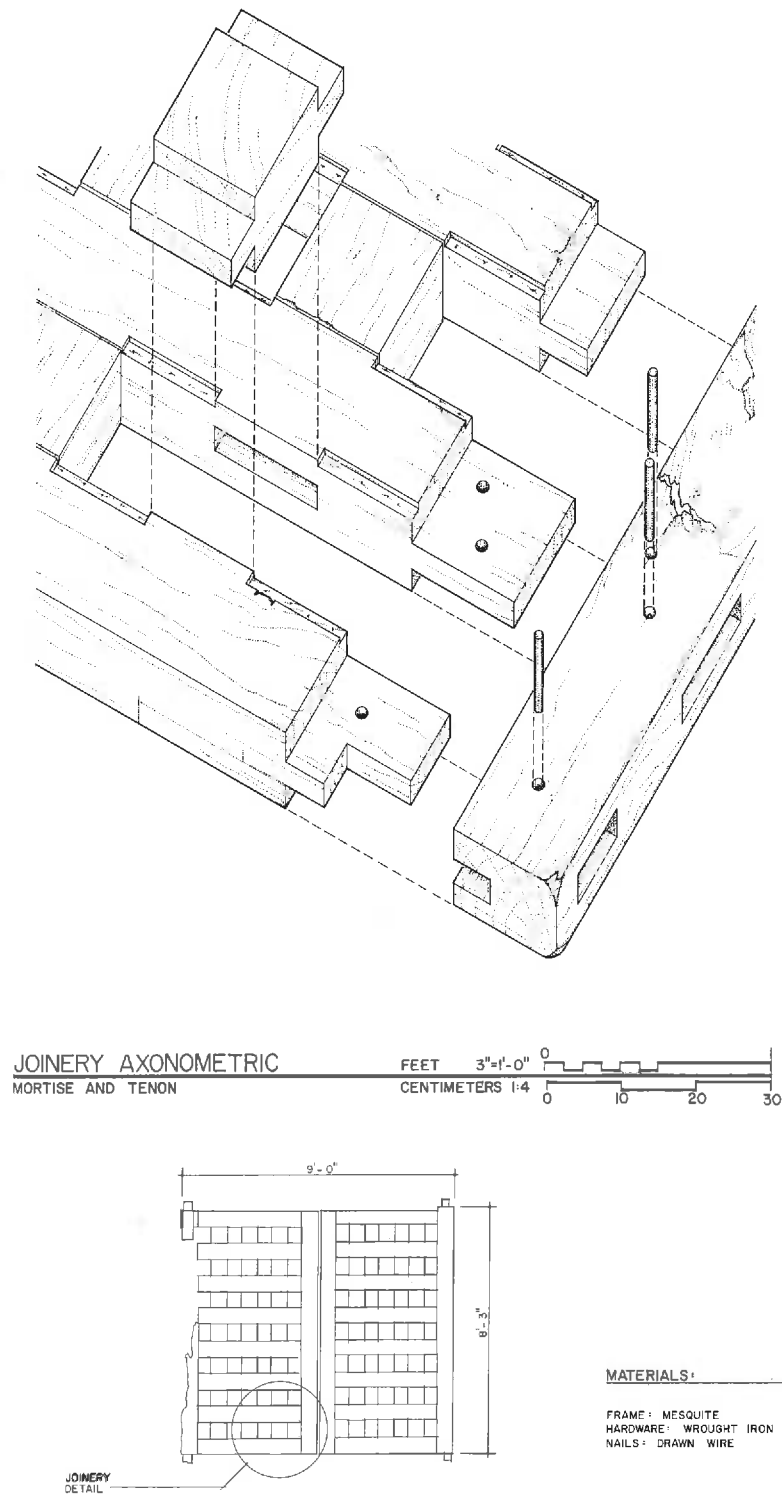 JOINERY AXONOMETRIC
MORTISE AND TENON
FEET 3"=1'-0"
0
CENTIMETERS 1:4
0 10 20 30
9'-0"
8'-3"
JOINERY
DETAIL
MATERIALS:
FRAME: MESQUITE
HARDWARE: WROUGHT IRON
NAILS: DRAWN WIRE